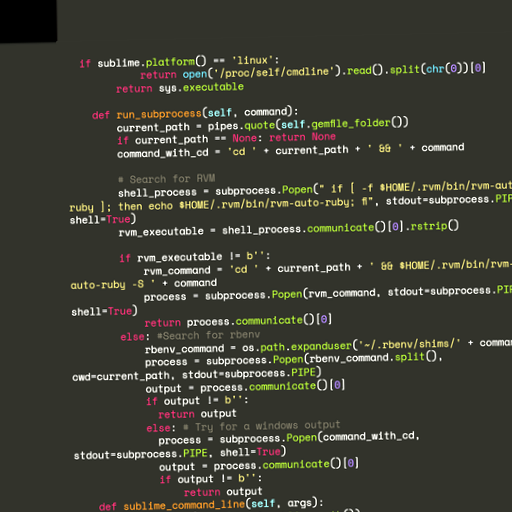 if sublime.platform() == 'linux':
return open('/proc/self/cmdline').read().split(chr(0))[0]
return sys.executable
def run_subprocess(self, command):
current_path = pipes.quote(self.gemfile_folder())
if current_path == None: return None
command_with_cd = 'cd ' + current_path + ' && ' + command
# Search for RVM
shell_process = subprocess.Popen(" if [ -f $HOME/.rvm/bin/rvm-aut
ruby ]; then echo $HOME/.rvm/bin/rvm-auto-ruby; fi", stdout=subprocess.PIP
shell=True)
rvm_executable = shell_process.communicate()[0].rstrip()
if rvm_executable != b'':
rvm_command = 'cd ' + current_path + ' && $HOME/.rvm/bin/rvm-
auto-ruby -S ' + command
process = subprocess.Popen(rvm_command, stdout=subprocess.PIP
shell=True)
return process.communicate()[0]
else: #Search for rbenv
rbenv_command = os.path.expanduser('~/.rbenv/shims/' + comma
process = subprocess.Popen(rbenv_command.split(),
cwd=current_path, stdout=subprocess.PIPE)
output = process.communicate()[0]
if output != b'':
return output
else: # Try for a windows output
process = subprocess.Popen(command_with_cd,
stdout=subprocess.PIPE, shell=True)
output = process.communicate()[0]
if output != b'':
return output
def sublime_command_line(self, args):